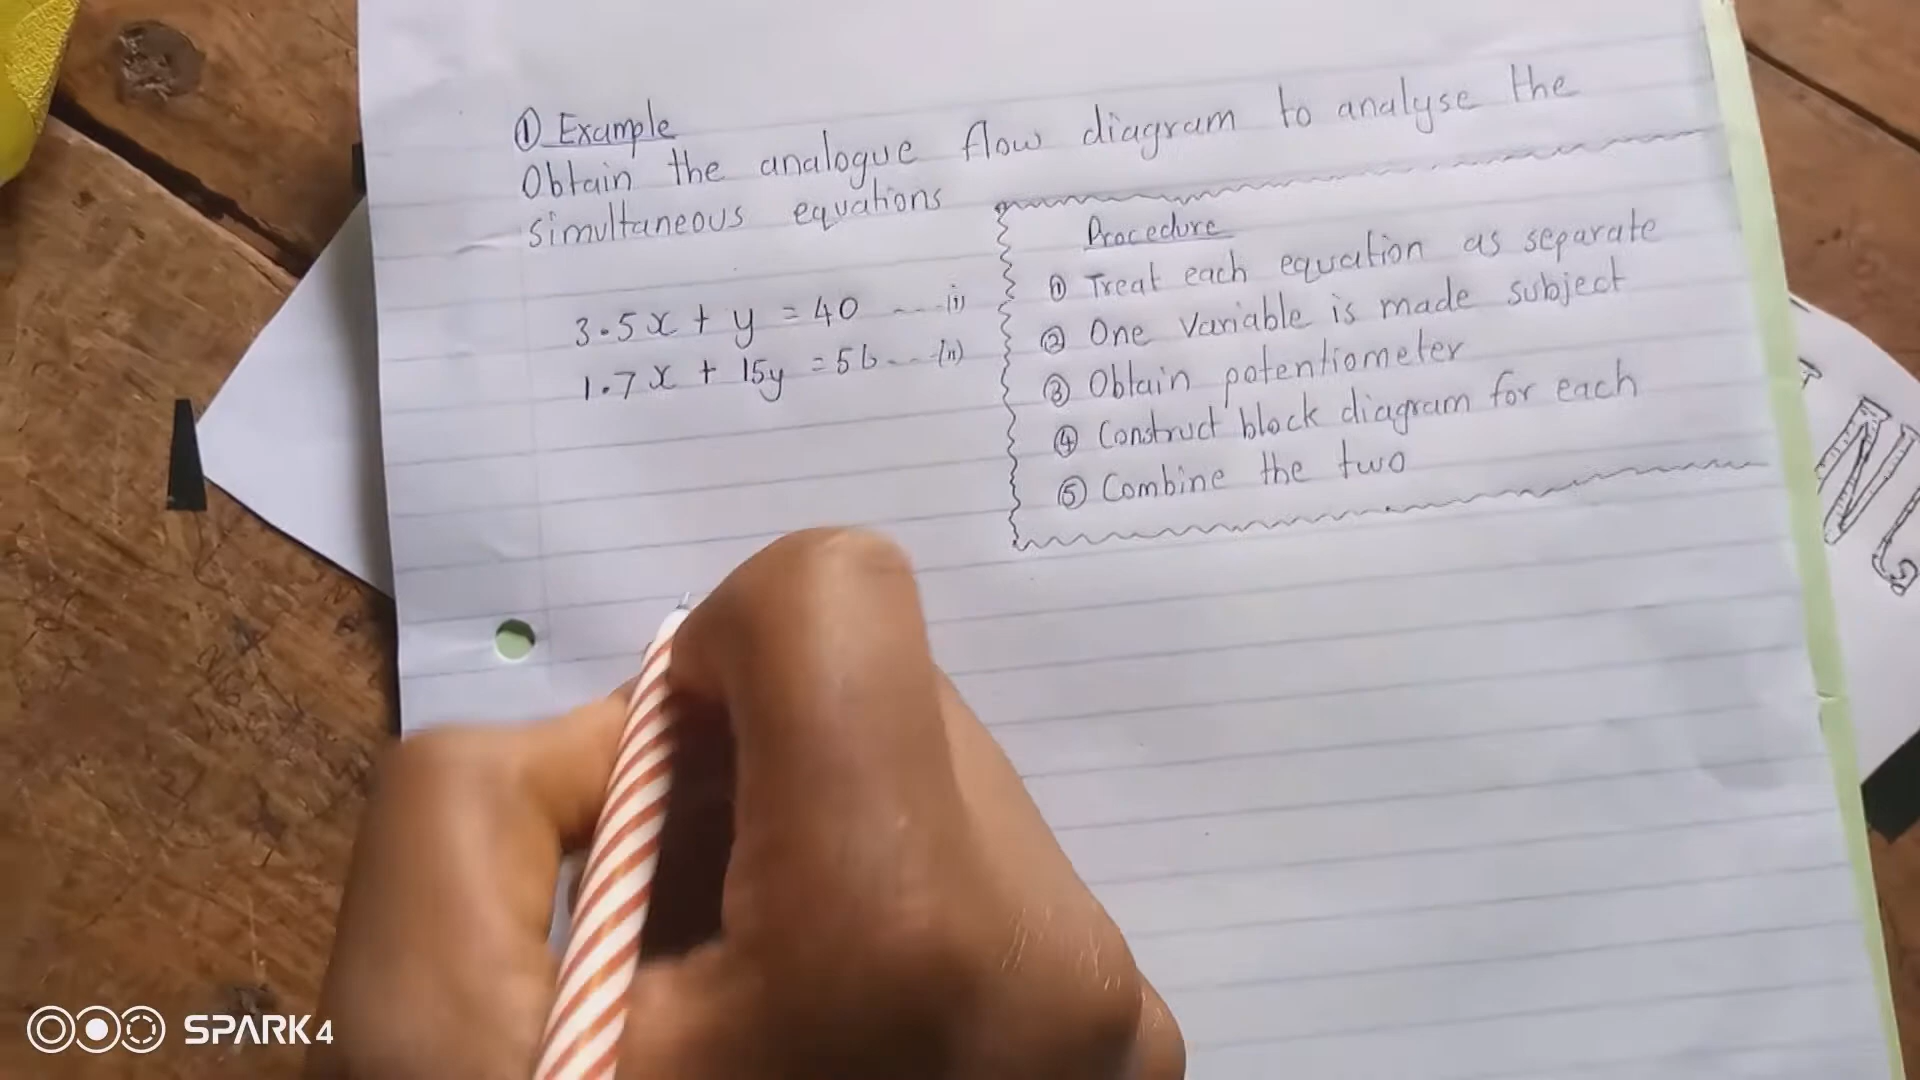 ① Example
Obtain the analogue flow diagram to analyse the
simultaneous equations
3.5x + y = 40 ---(i)
1.7x + 15y = 56 ---(ii)
Procedure
① Treat each equation as separate
② One variable is made subject
③ Obtain potentiometer
④ Construct block diagram for each
⑤ Combine the two
SPARK 4